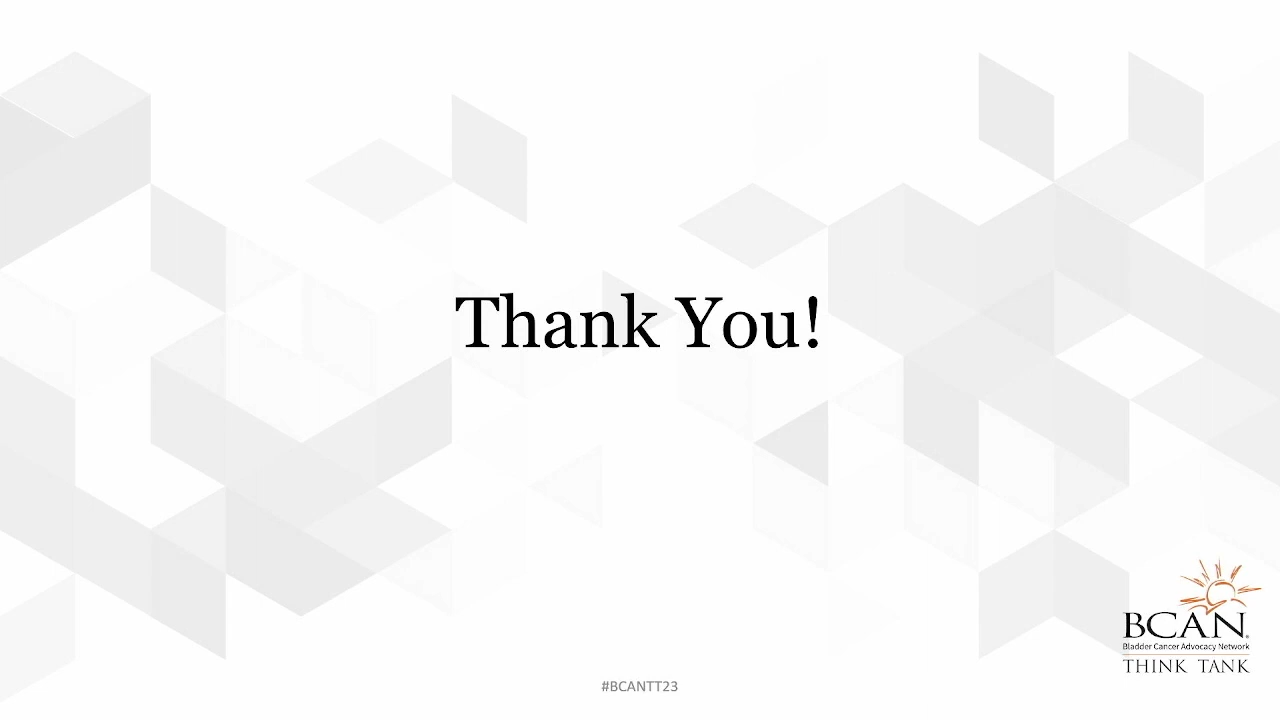 Thank You!
BCAN®
Bladder Cancer Advocacy Network
THINK TANK
#BCANTT23